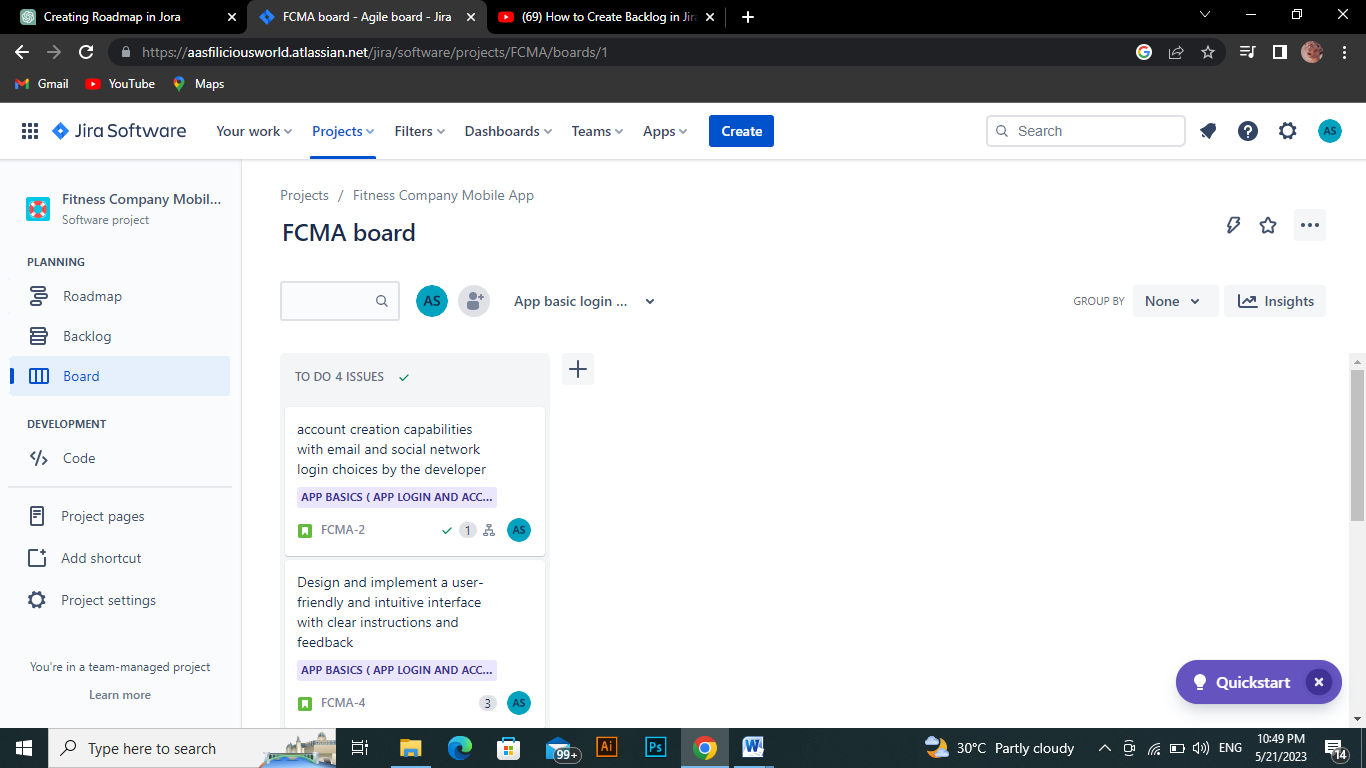 Creating Roadmap in Jora
FCMA board - Agile board - Jira
(69) How to Create Backlog in Jir
https://aasfiliciousworld.atlassian.net/jira/software/projects/FCMA/boards/1
Gmail
YouTube
Maps
Jira Software
Your work
Projects
Filters
Dashboards
Teams
Apps
Create
Search
AS
Fitness Company Mobil...
Software project
PLANNING
Roadmap
Backlog
Board
DEVELOPMENT
Code
Project pages
Add shortcut
Project settings
You're in a team-managed project
Learn more
Projects / Fitness Company Mobile App
FCMA board
AS
App basic login ...
GROUP BY
None
Insights
TO DO 4 ISSUES
account creation capabilities
with email and social network
login choices by the developer
APP BASICS ( APP LOGIN AND ACC...
FCMA-2
1
AS
Design and implement a user-
friendly and intuitive interface
with clear instructions and
feedback
APP BASICS ( APP LOGIN AND ACC...
FCMA-4
3
AS
Quickstart
Type here to search
99+
Ai
Ps
W
30°C Partly cloudy
ENG
10:49 PM
5/21/2023
14